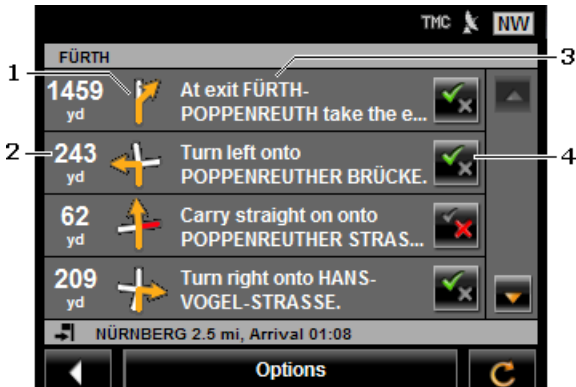 TMC NW
FÜRTH
1 3
1459 yd At exit FÜRTH-
POPPENREUTH take the e...
2 243 yd Turn left onto
POPPENREUTHER BRÜCKE. 4
62 yd Carry straight on onto
POPPENREUTHER STRAS...
209 yd Turn right onto HANS-
VOGEL-STRASSE.
NÜRNBERG 2.5 mi, Arrival 01:08
Options